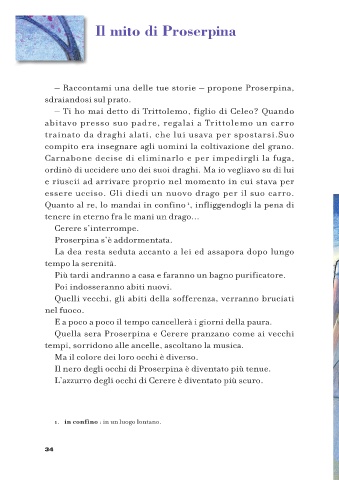 Il mito di Proserpina
— Raccontami una delle tue storie — propone Proserpina,
sdraiandosi sul prato.
— Ti ho mai detto di Trittolemo, figlio di Celeo? Quando
abitavo presso suo padre, regalai a Trittolemo un carro
trainato da draghi alati, che lui usava per spostarsi.Suo
compito era insegnare agli uomini la coltivazione del grano.
Carnabone decise di eliminarlo e per impedirgli la fuga,
ordinò di uccidere uno dei suoi draghi. Ma io vegliavo su di lui
e riuscii ad arrivare proprio nel momento in cui stava per
essere ucciso. Gli diedi un nuovo drago per il suo carro.
Quanto al re, lo mandai in confino ¹, infliggendogli la pena di
tenere in eterno fra le mani un drago...
Cerere s'interrompe.
Proserpina s'è addormentata.
La dea resta seduta accanto a lei ed assapora dopo lungo
tempo la serenità.
Più tardi andranno a casa e faranno un bagno purificatore.
Poi indosseranno abiti nuovi.
Quelli vecchi, gli abiti della sofferenza, verranno bruciati
nel fuoco.
E a poco a poco il tempo cancellerà i giorni della paura.
Quella sera Proserpina e Cerere pranzano come ai vecchi
tempi, sorridono alle ancelle, ascoltano la musica.
Ma il colore dei loro occhi è diverso.
Il nero degli occhi di Proserpina è diventato più tenue.
L'azzurro degli occhi di Cerere è diventato più scuro.
1. in confino : in un luogo lontano.
34